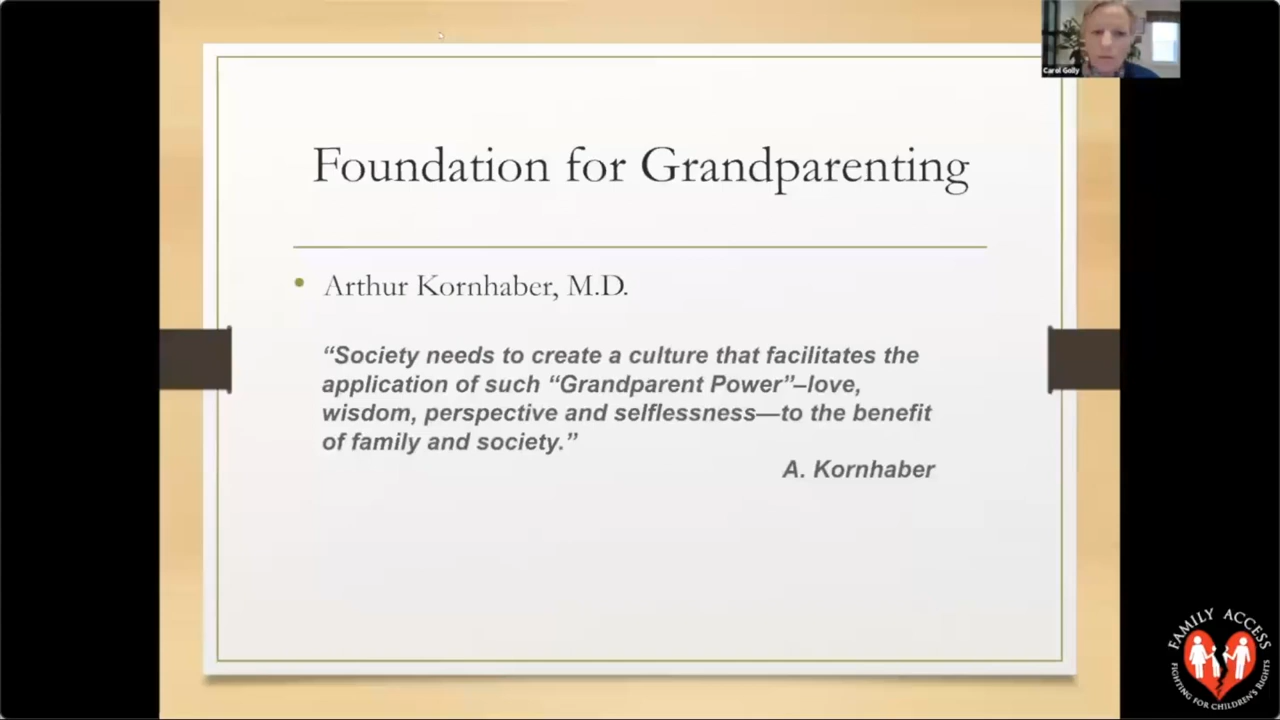 Carol Golly
Foundation for Grandparenting
• Arthur Kornhaber, M.D.
“Society needs to create a culture that facilitates the
application of such “Grandparent Power”–love,
wisdom, perspective and selflessness—to the benefit
of family and society.”
A. Kornhaber
FAMILY ACCESS
FIGHTING FOR CHILDREN'S RIGHTS